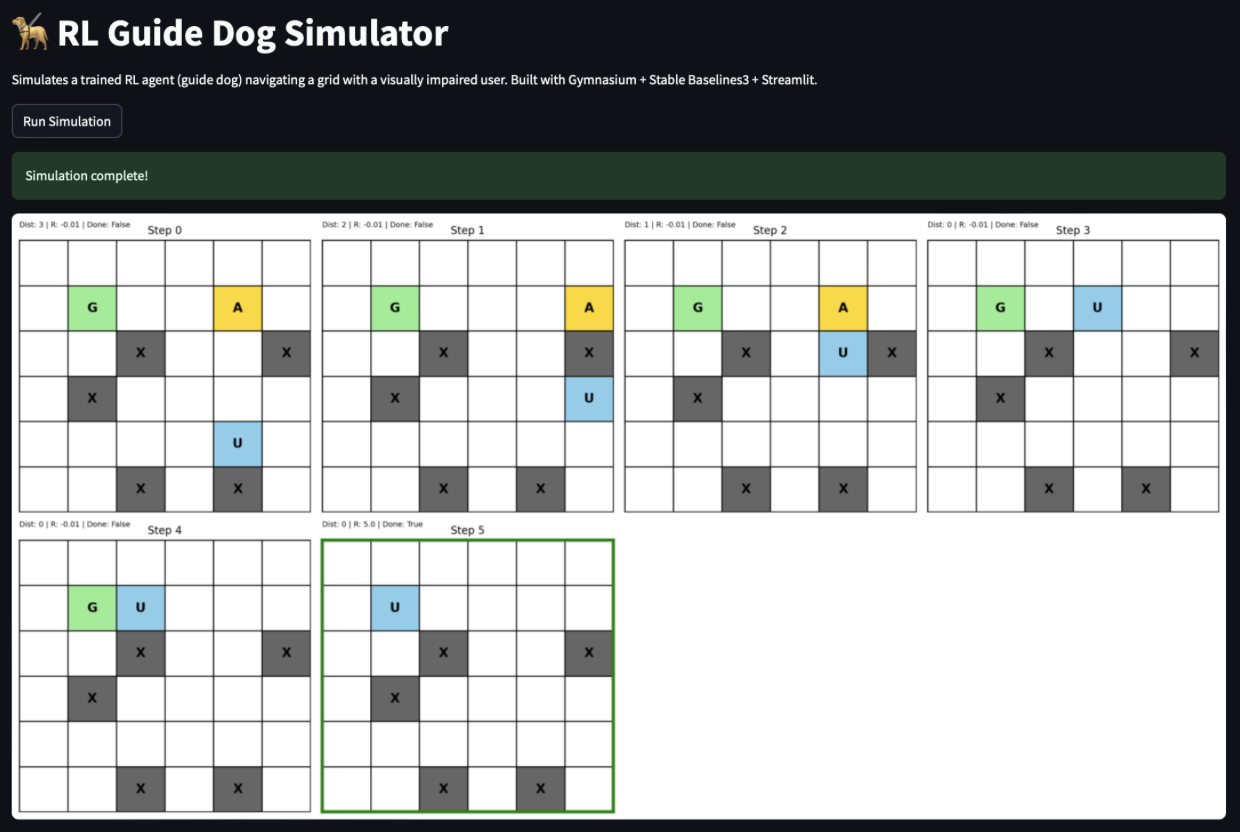 RL Guide Dog Simulator
Simulates a trained RL agent (guide dog) navigating a grid with a visually impaired user. Built with Gymnasium + Stable Baselines3 + Streamlit.
Run Simulation
Simulation complete!
Dist: 3 | R: -0.01 | Done: False
Step 0
G A
X X
X
U
X X
Dist: 2 | R: -0.01 | Done: False
Step 1
G A
X X
X U
X X
Dist: 1 | R: -0.01 | Done: False
Step 2
G A
X U X
X
X X
Dist: 0 | R: -0.01 | Done: False
Step 3
G U
X X
X
X X
Dist: 0 | R: -0.01 | Done: False
Step 4
G U
X X
X
X X
Dist: 0 | R: 5.0 | Done: True
Step 5
U
X X
X
X X